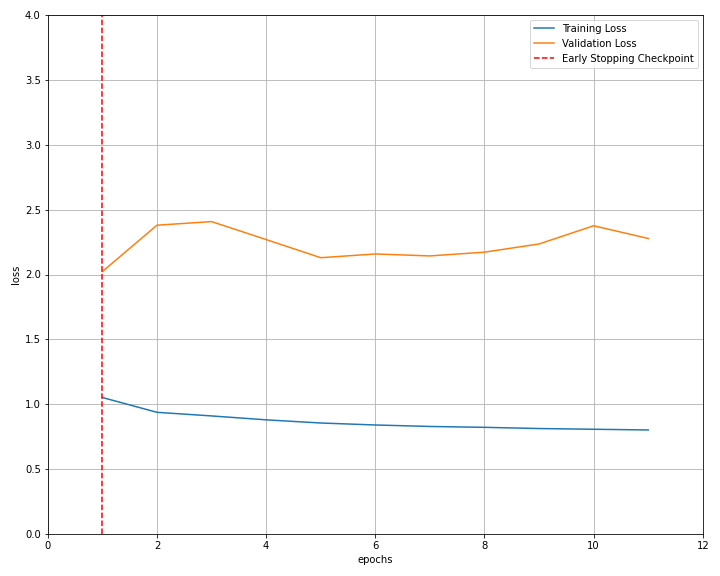 4.0
3.5
3.0
2.5
2.0
1.5
1.0
0.5
0.0
loss
Training Loss
Validation Loss
Early Stopping Checkpoint
0 2 4 6 8 10 12
epochs